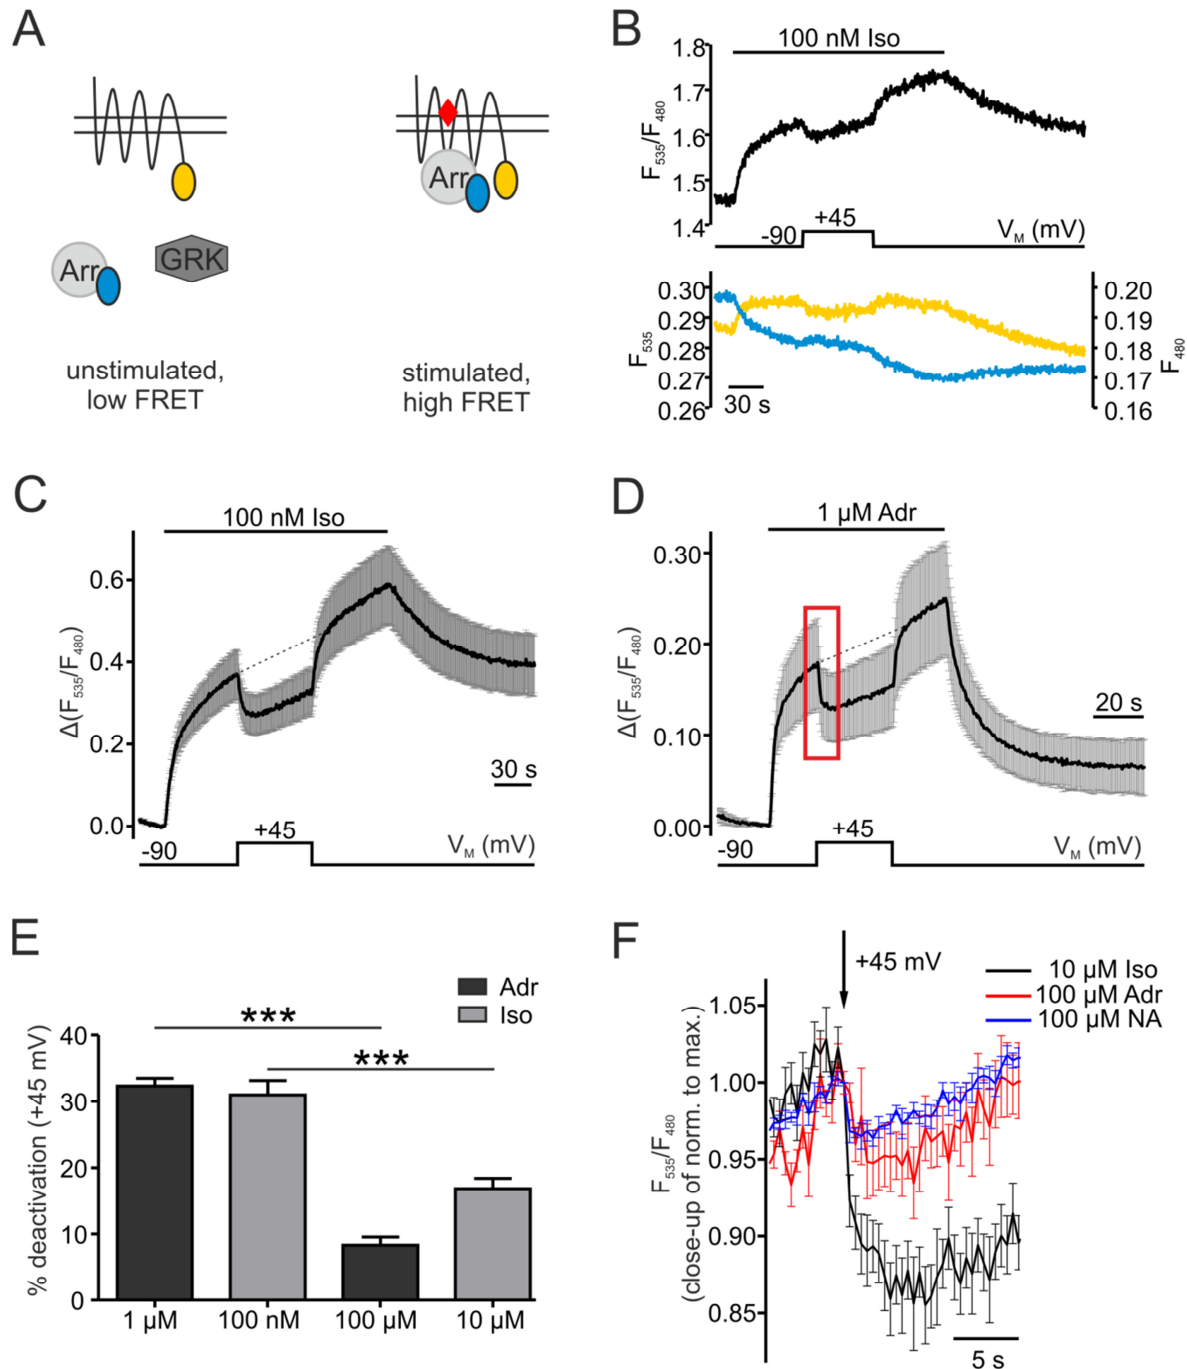 A
Arr
GRK
unstimulated,
low FRET
Arr
stimulated,
high FRET
B
100 nM Iso
1.8
1.7
1.6
1.5
1.4
F535/F480
-90
+45
VM (mV)
0.30
0.29
0.28
0.27
0.26
F535
0.20
0.19
0.18
0.17
0.16
F480
30 s
C
100 nM Iso
0.6
0.4
0.2
0.0
Δ(F535/F480)
30 s
-90
+45
VM (mV)
D
1 µM Adr
0.30
0.20
0.10
0.00
Δ(F535/F480)
20 s
-90
+45
VM (mV)
E
Adr
Iso
***
***
40
30
20
10
0
% deactivation (+45 mV)
1 µM
100 nM
100 µM
10 µM
F
+45 mV
10 µM Iso
100 µM Adr
100 µM NA
1.05
1.00
0.95
0.90
0.85
F535/F480
(close-up of norm. to max.)
5 s